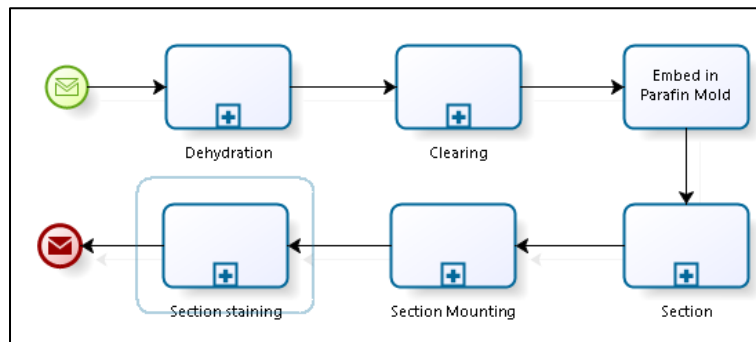 Embed in
Parafin Mold
Dehydration
Clearing
Section staining
Section Mounting
Section